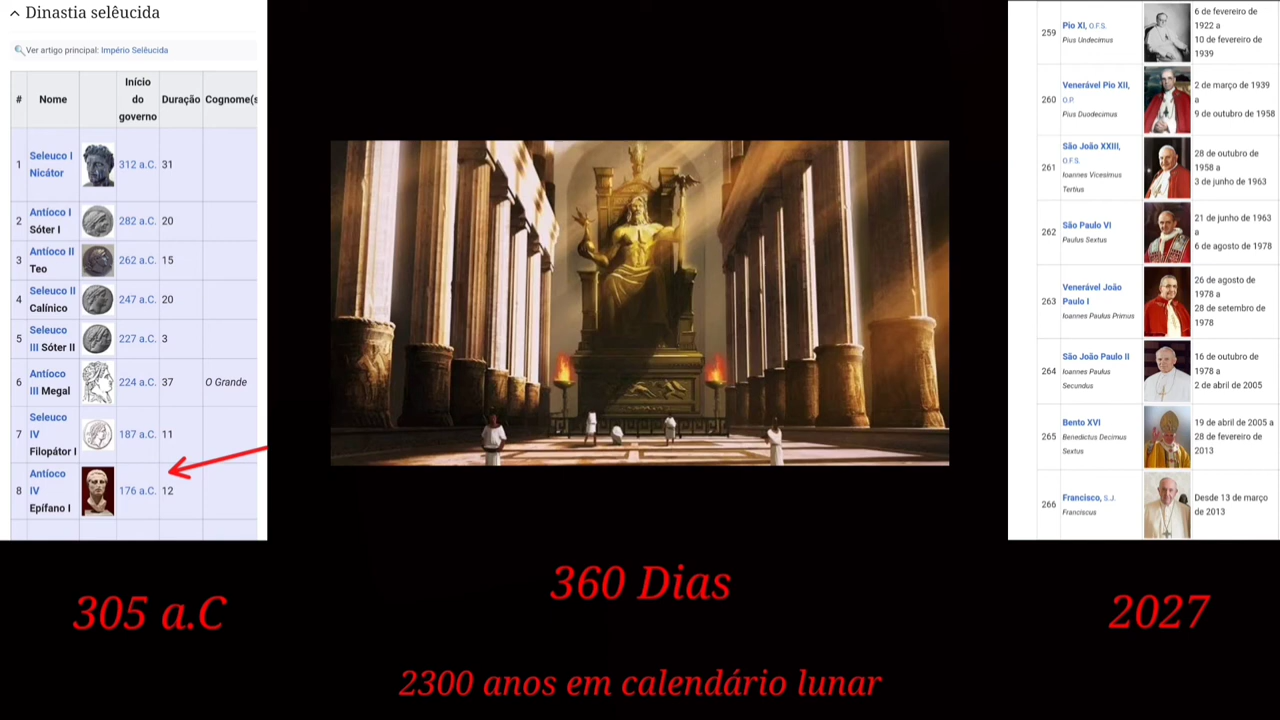 Dinastia selêucida
Ver artigo principal: Império Selêucida
# Nome Início do governo Duração Cognome(s
1 Seleuco I Nicátor 312 a.C. 31
2 Antíoco I Sóter I 282 a.C. 20
3 Antíoco II Teo 262 a.C. 15
4 Seleuco II Calínico 247 a.C. 20
5 Seleuco III Sóter II 227 a.C. 3
6 Antíoco III Megal 224 a.C. 37 O Grande
7 Seleuco IV Filopátor I 187 a.C. 11
8 Antíoco IV Epífano I 176 a.C. 12
259 Pio XI, O.F.S. Pius Undecimus 6 de fevereiro de 1922 a 10 de fevereiro de 1939
260 Venerável Pio XII, O.P. Pius Duodecimus 2 de março de 1939 a 9 de outubro de 1958
261 São João XXIII, O.F.S. Ioannes Vicesimus Tertius 28 de outubro de 1958 a 3 de junho de 1963
262 São Paulo VI Paulus Sextus 21 de junho de 1963 a 6 de agosto de 1978
263 Venerável João Paulo I Ioannes Paulus Primus 26 de agosto de 1978 a 28 de setembro de 1978
264 São João Paulo II Ioannes Paulus Secundus 16 de outubro de 1978 a 2 de abril de 2005
265 Bento XVI Benedictus Decimus Sextus 19 de abril de 2005 a 28 de fevereiro de 2013
266 Francisco, S.J. Franciscus Desde 13 de março de 2013
305 a.C
360 Dias
2027
2300 anos em calendário lunar